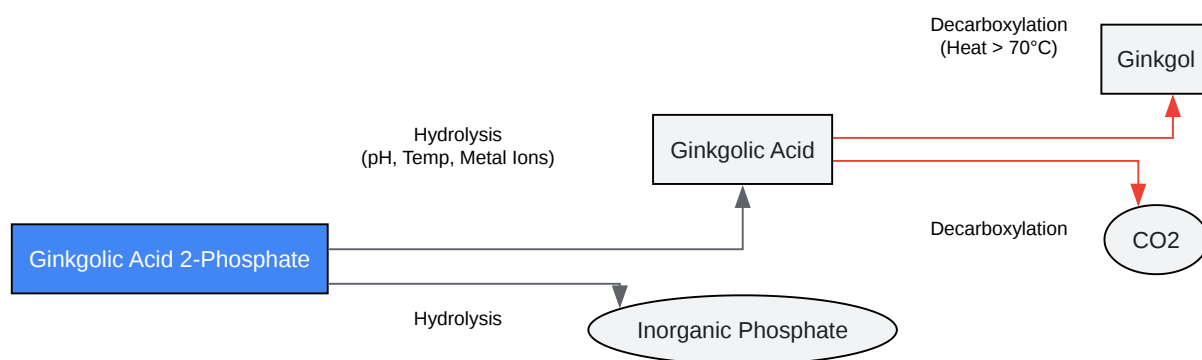 Decarboxylation
(Heat > 70°C)
Ginkgol
Hydrolysis
(pH, Temp, Metal Ions)
Ginkgolic Acid
Decarboxylation
CO2
Ginkgolic Acid 2-Phosphate
Hydrolysis
Inorganic Phosphate